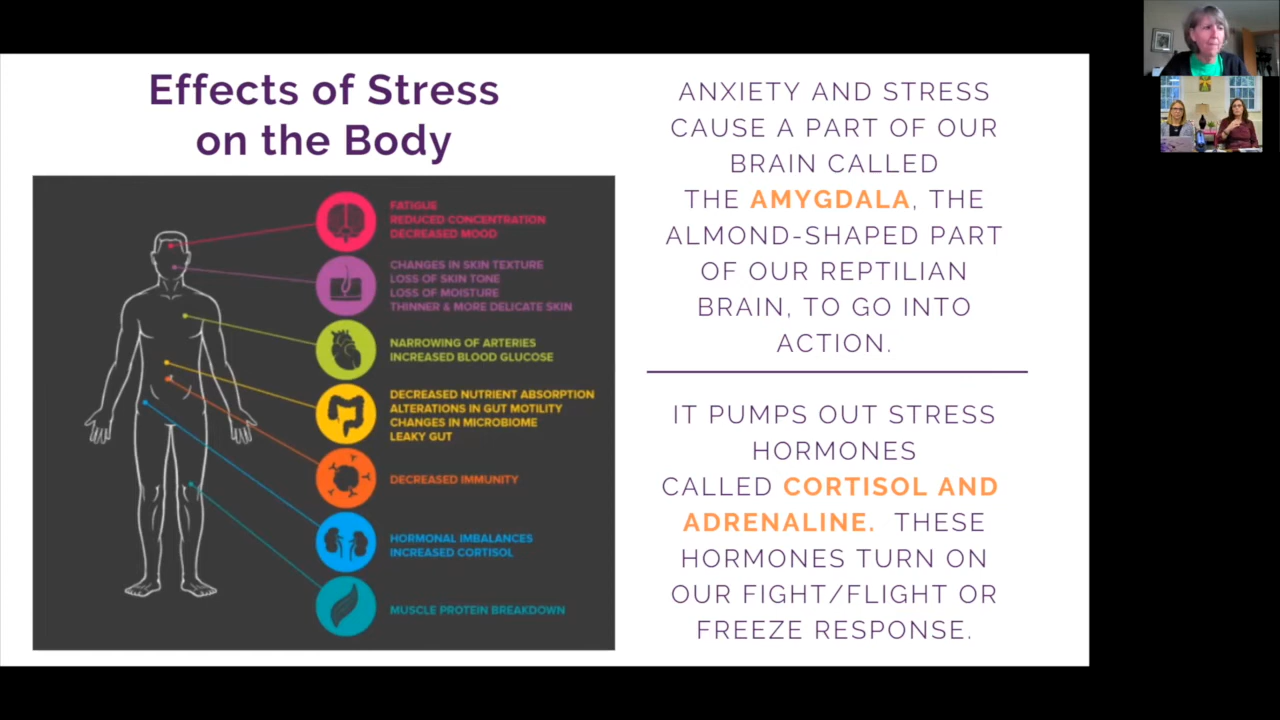 Effects of Stress
on the Body
FATIGUE
REDUCED CONCENTRATION
DECREASED MOOD
CHANGES IN SKIN TEXTURE
LOSS OF SKIN TONE
LOSS OF MOISTURE
THINNER & MORE DELICATE SKIN
NARROWING OF ARTERIES
INCREASED BLOOD GLUCOSE
DECREASED NUTRIENT ABSORPTION
ALTERATIONS IN GUT MOTILITY
CHANGES IN MICROBIOME
LEAKY GUT
DECREASED IMMUNITY
HORMONAL IMBALANCES
INCREASED CORTISOL
MUSCLE PROTEIN BREAKDOWN
ANXIETY AND STRESS
CAUSE A PART OF OUR
BRAIN CALLED
THE AMYGDALA, THE
ALMOND-SHAPED PART
OF OUR REPTILIAN
BRAIN, TO GO INTO
ACTION.
IT PUMPS OUT STRESS
HORMONES
CALLED CORTISOL AND
ADRENALINE. THESE
HORMONES TURN ON
OUR FIGHT/FLIGHT OR
FREEZE RESPONSE.